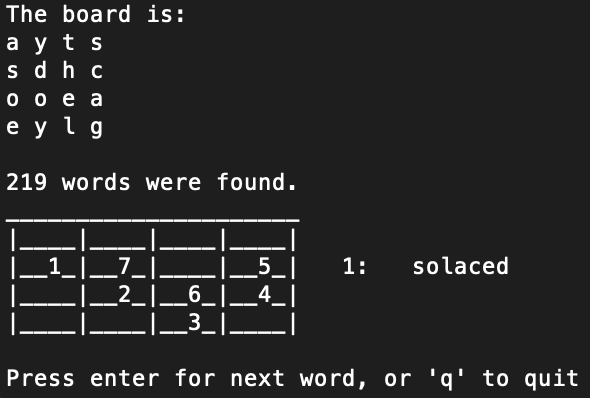 The board is:
a y t s
s d h c
o o e a
e y l g
219 words were found.
_____________________
|____|____|____|____|
|__1_|__7_|____|__5_|   1:   solaced
|____|__2_|__6_|__4_|
|____|____|__3_|____|
Press enter for next word, or 'q' to quit